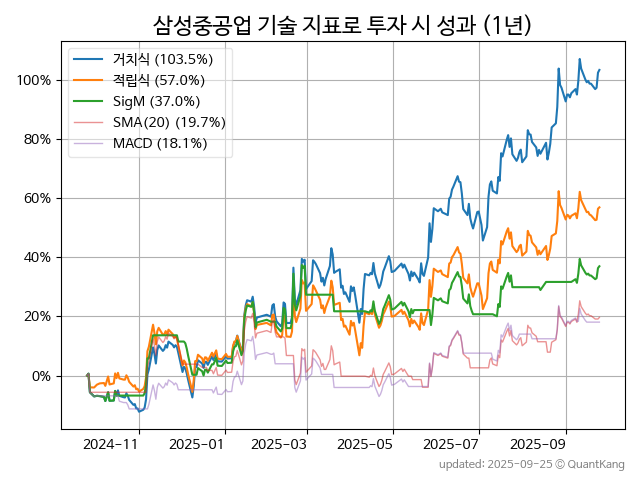 삼성중공업 기술 지표로 투자 시 성과 (1년)
거치식 (103.5%)
적립식 (57.0%)
SigM (37.0%)
SMA(20) (19.7%)
MACD (18.1%)
100%
80%
60%
40%
20%
0%
2024-11 2025-01 2025-03 2025-05 2025-07 2025-09
updated: 2025-09-25 ⓒ QuantKang